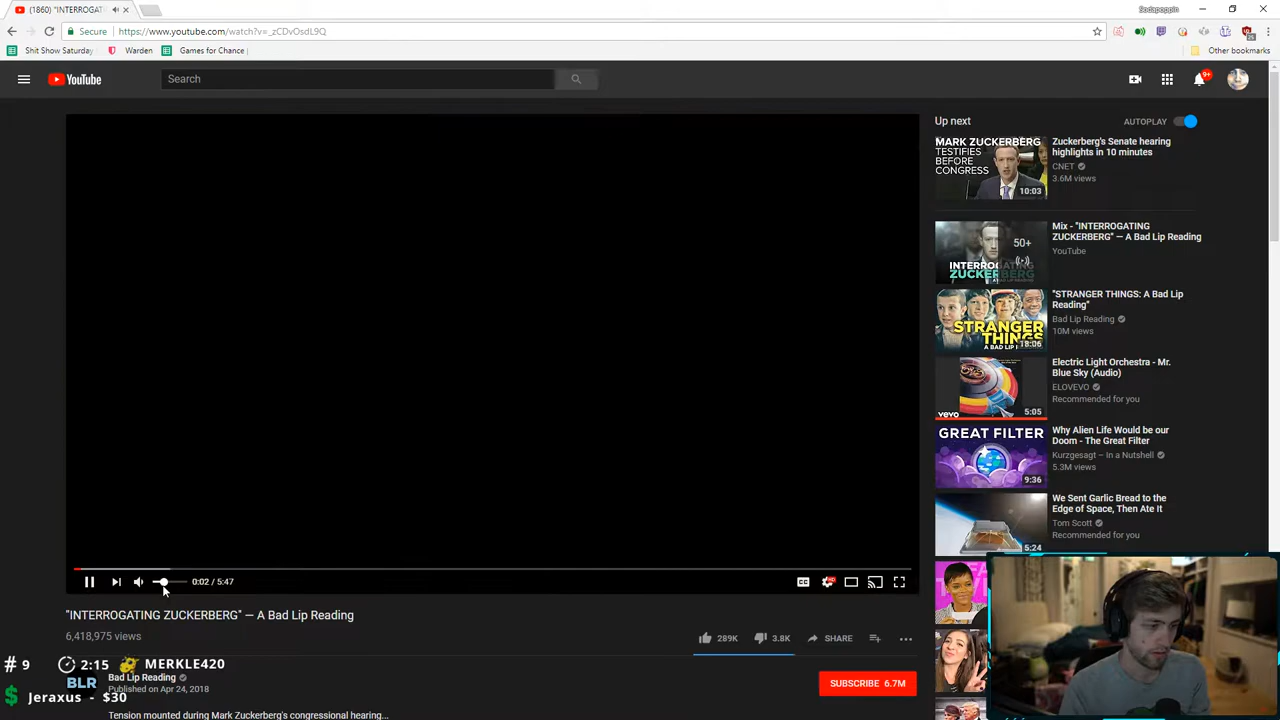 (1860) "INTERROGAT
Sodapoppin
Secure
https://www.youtube.com/watch?v=_zCDvOsdL9Q
Shit Show Saturday
Warden
Games for Chance
Other bookmarks
YouTube
Search
9+
Up next
AUTOPLAY
MARK ZUCKERBERG
TESTIFIES
BEFORE
CONGRESS
10:03
Zuckerberg's Senate hearing
highlights in 10 minutes
CNET
3.6M views
50+
INTERROGATING
ZUCKERBERG
Mix - "INTERROGATING
ZUCKERBERG" — A Bad Lip Reading
YouTube
STRANGER
THINGS
18:06
"STRANGER THINGS: A Bad Lip
Reading"
Bad Lip Reading
10M views
vevo
5:05
Electric Light Orchestra - Mr.
Blue Sky (Audio)
ELOVEVO
Recommended for you
GREAT FILTER
9:36
Why Alien Life Would be our
Doom - The Great Filter
Kurzgesagt – In a Nutshell
5.3M views
5:24
We Sent Garlic Bread to the
Edge of Space, Then Ate It
Tom Scott
Recommended for you
0:02 / 5:47
CC
HD
"INTERROGATING ZUCKERBERG" — A Bad Lip Reading
6,418,975 views
289K
3.8K
SHARE
# 9
2:15
MERKLE420
BLR
Bad Lip Reading
Published on Apr 24, 2018
SUBSCRIBE 6.7M
Jeraxus - $30
Tension mounted during Mark Zuckerberg's congressional hearing...